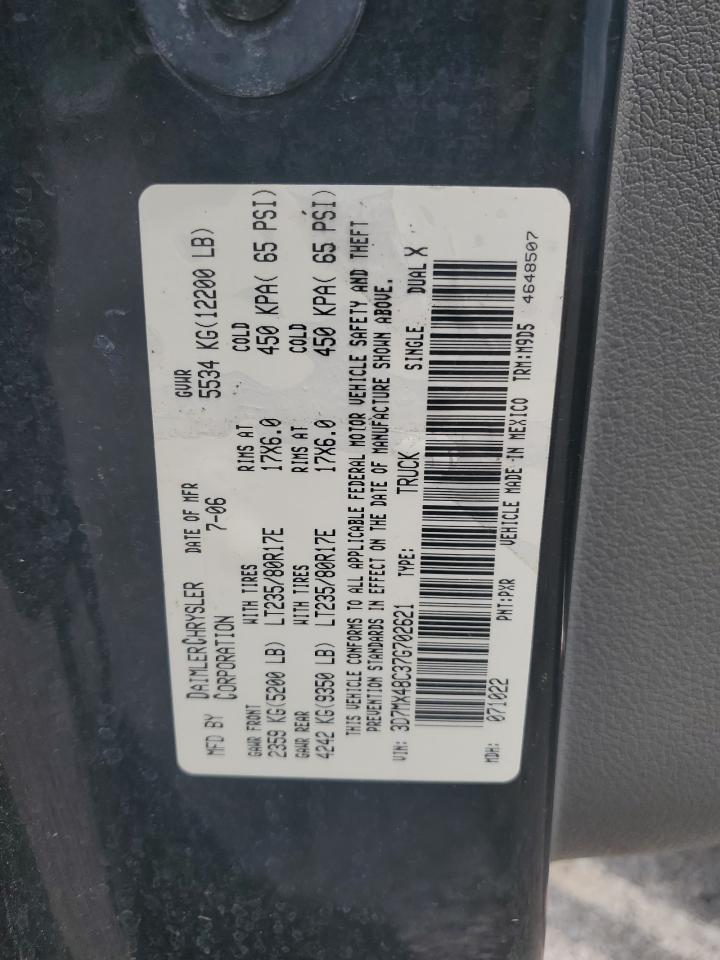 MFD BY DAIMLERCHRYSLER CORPORATION DATE OF MFR 7-06 GVWR 5534 KG(12200 LB)
GAWR FRONT WITH TIRES RIMS AT COLD
2359 KG(5200 LB) LT235/80R17E 17X6.0 450 KPA( 65 PSI)
GAWR REAR WITH TIRES RIMS AT COLD
4242 KG(9350 LB) LT235/80R17E 17X6.0 450 KPA( 65 PSI)
THIS VEHICLE CONFORMS TO ALL APPLICABLE FEDERAL MOTOR VEHICLE SAFETY AND THEFT
PREVENTION STANDARDS IN EFFECT ON THE DATE OF MANUFACTURE SHOWN ABOVE.
VIN: 3D7MX48C37G702621 TYPE: TRUCK SINGLE DUAL X
MDH: 071022 PNT:PXR VEHICLE MADE IN MEXICO TRM:M9D5 4648507